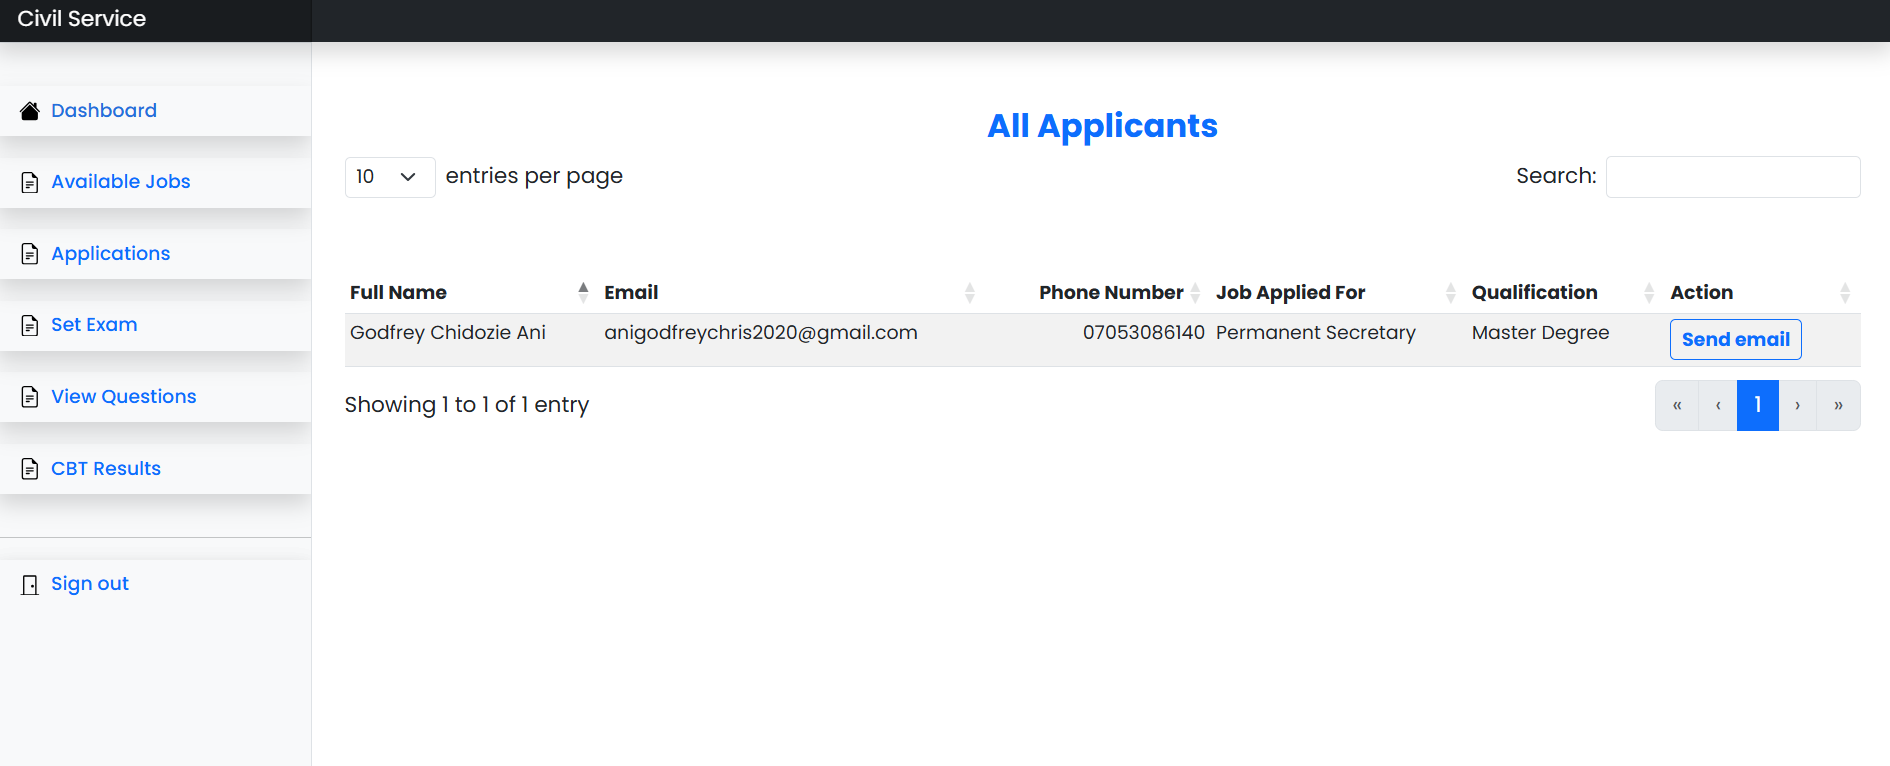 Civil Service
Dashboard
Available Jobs
Applications
Set Exam
View Questions
CBT Results
Sign out
All Applicants
10 entries per page
Search:
Full Name Email Phone Number Job Applied For Qualification Action
Godfrey Chidozie Ani anigodfreychris2020@gmail.com 07053086140 Permanent Secretary Master Degree Send email
Showing 1 to 1 of 1 entry
« ‹ 1 › »